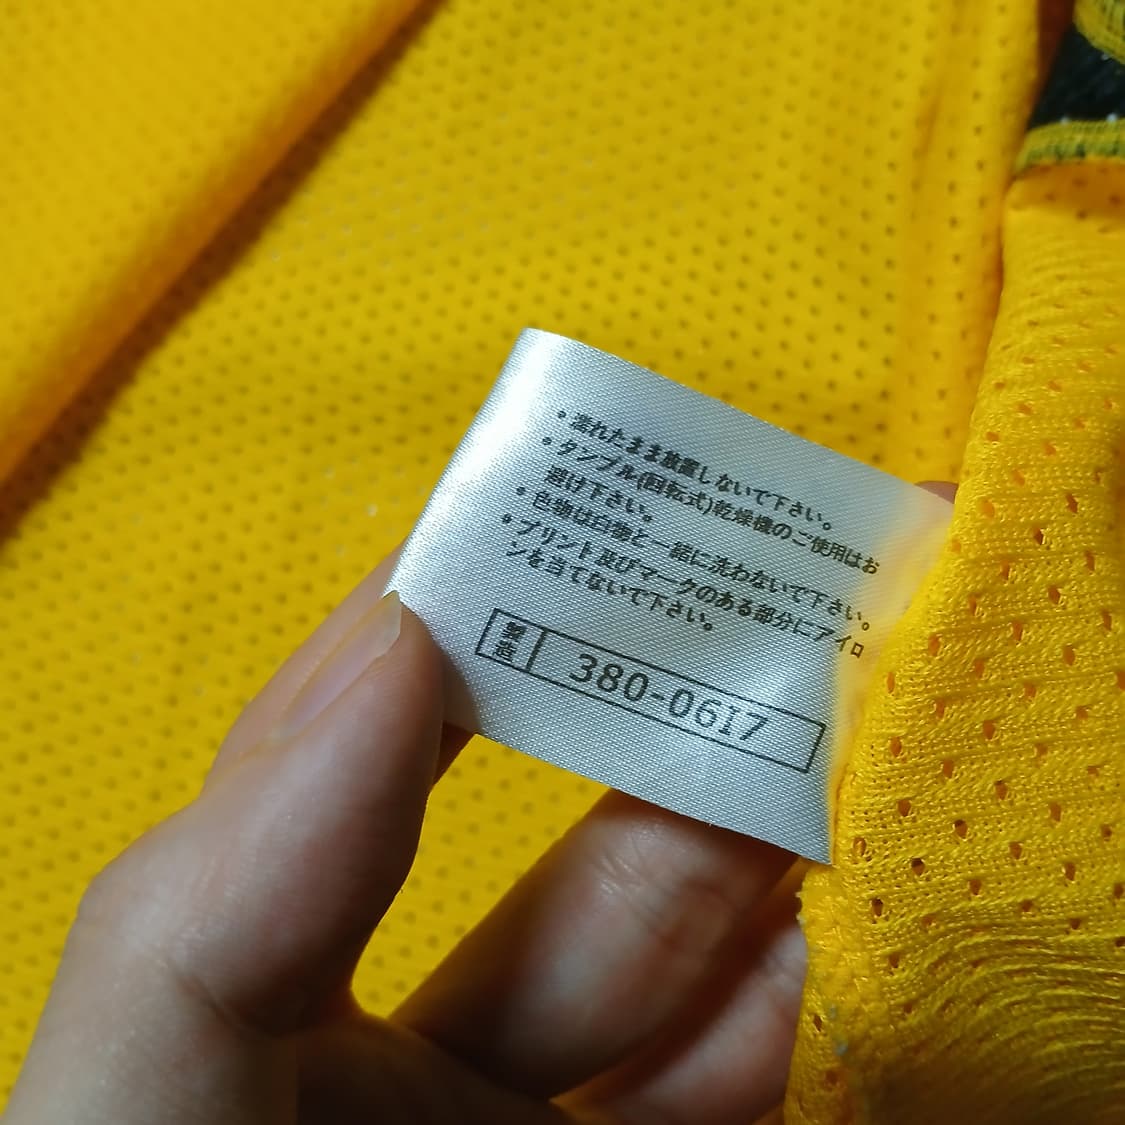 • 濡れたまま放置しないで下さい。
• タンブル(回転式)乾燥機のご使用はお
避け下さい。
• 色物は白物と一緒に洗わないで下さい。
• プリント及びマークのある部分にアイロ
ンを当てないで下さい。
製造 380-0617